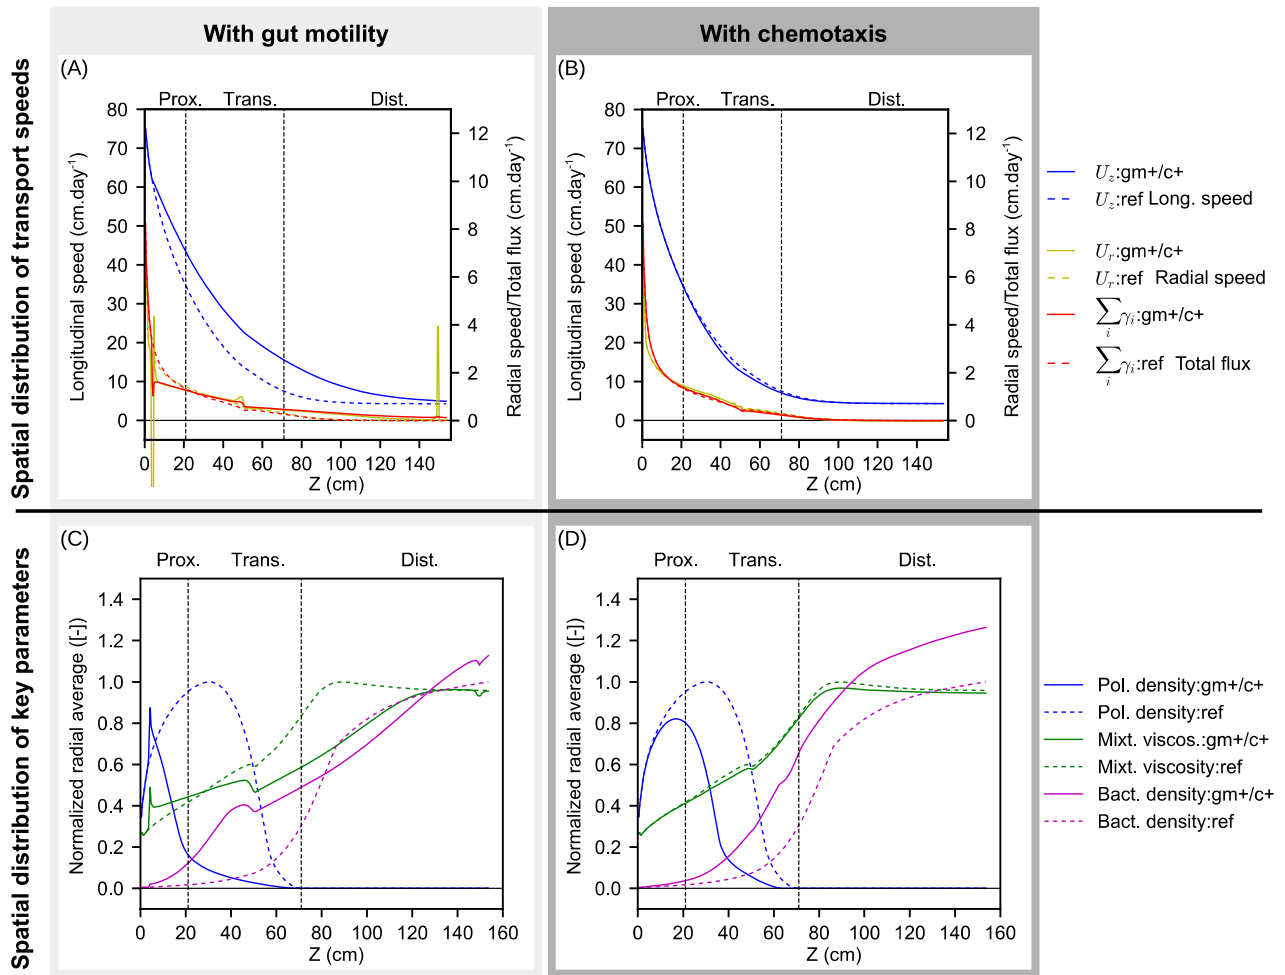 With gut motility
With chemotaxis
Spatial distribution of transport speeds
(A)
Prox. Trans. Dist.
80
70
60
50
40
30
20
10
0
Longitudinal speed (cm.day⁻¹)
12
10
8
6
4
2
0
Radial speed/Total flux (cm.day⁻¹)
0 20 40 60 80 100 120 140
Z (cm)
(B)
Prox. Trans. Dist.
80
70
60
50
40
30
20
10
0
Longitudinal speed (cm.day⁻¹)
12
10
8
6
4
2
0
Radial speed/Total flux (cm.day⁻¹)
0 20 40 60 80 100 120 140
Z (cm)
U_z:gm+/c+
U_z:ref Long. speed
U_r:gm+/c+
U_r:ref Radial speed
∑_i γ_i:gm+/c+
∑_i γ_i:ref Total flux
Spatial distribution of key parameters
(C)
Prox. Trans. Dist.
1.4
1.2
1.0
0.8
0.6
0.4
0.2
0.0
Normalized radial average ([-])
0 20 40 60 80 100 120 140 160
Z (cm)
(D)
Prox. Trans. Dist.
1.4
1.2
1.0
0.8
0.6
0.4
0.2
0.0
Normalized radial average ([-])
0 20 40 60 80 100 120 140 160
Z (cm)
Pol. density:gm+/c+
Pol. density:ref
Mixt. viscos.:gm+/c+
Mixt. viscosity:ref
Bact. density:gm+/c+
Bact. density:ref